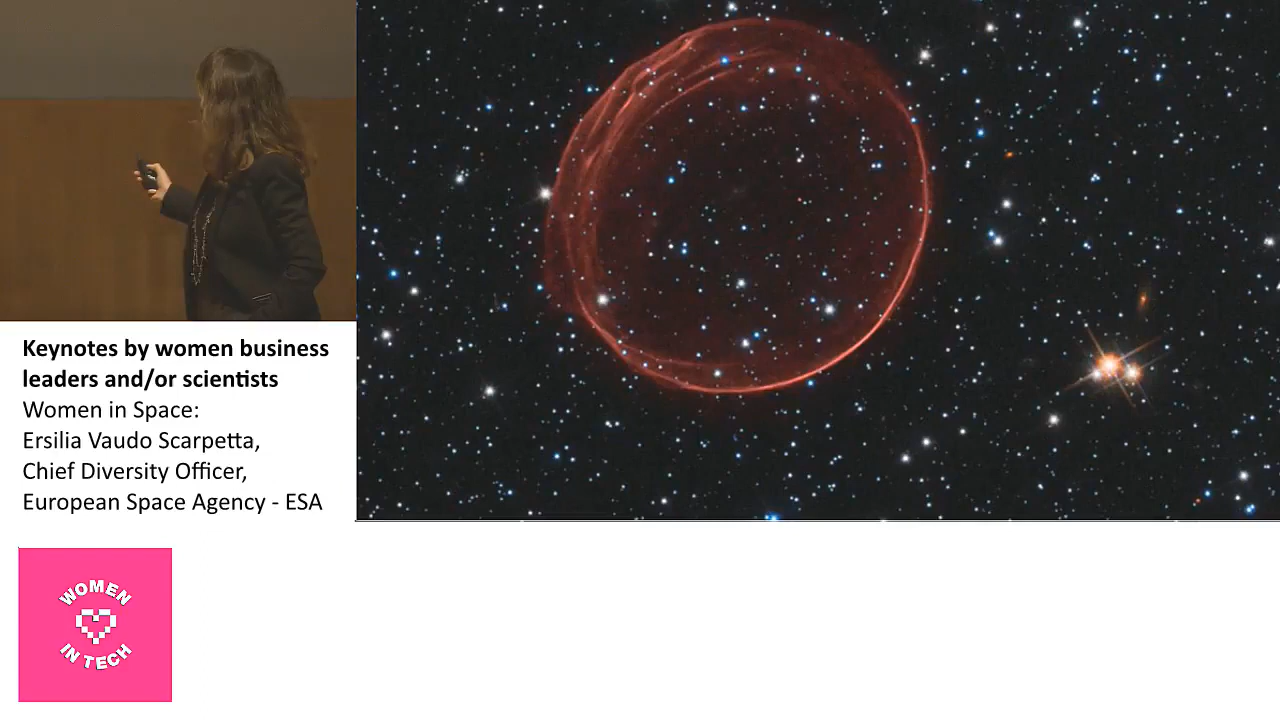 Keynotes by women business
leaders and/or scientists
Women in Space:
Ersilia Vaudo Scarpetta,
Chief Diversity Officer,
European Space Agency - ESA
WOMEN
IN TECH